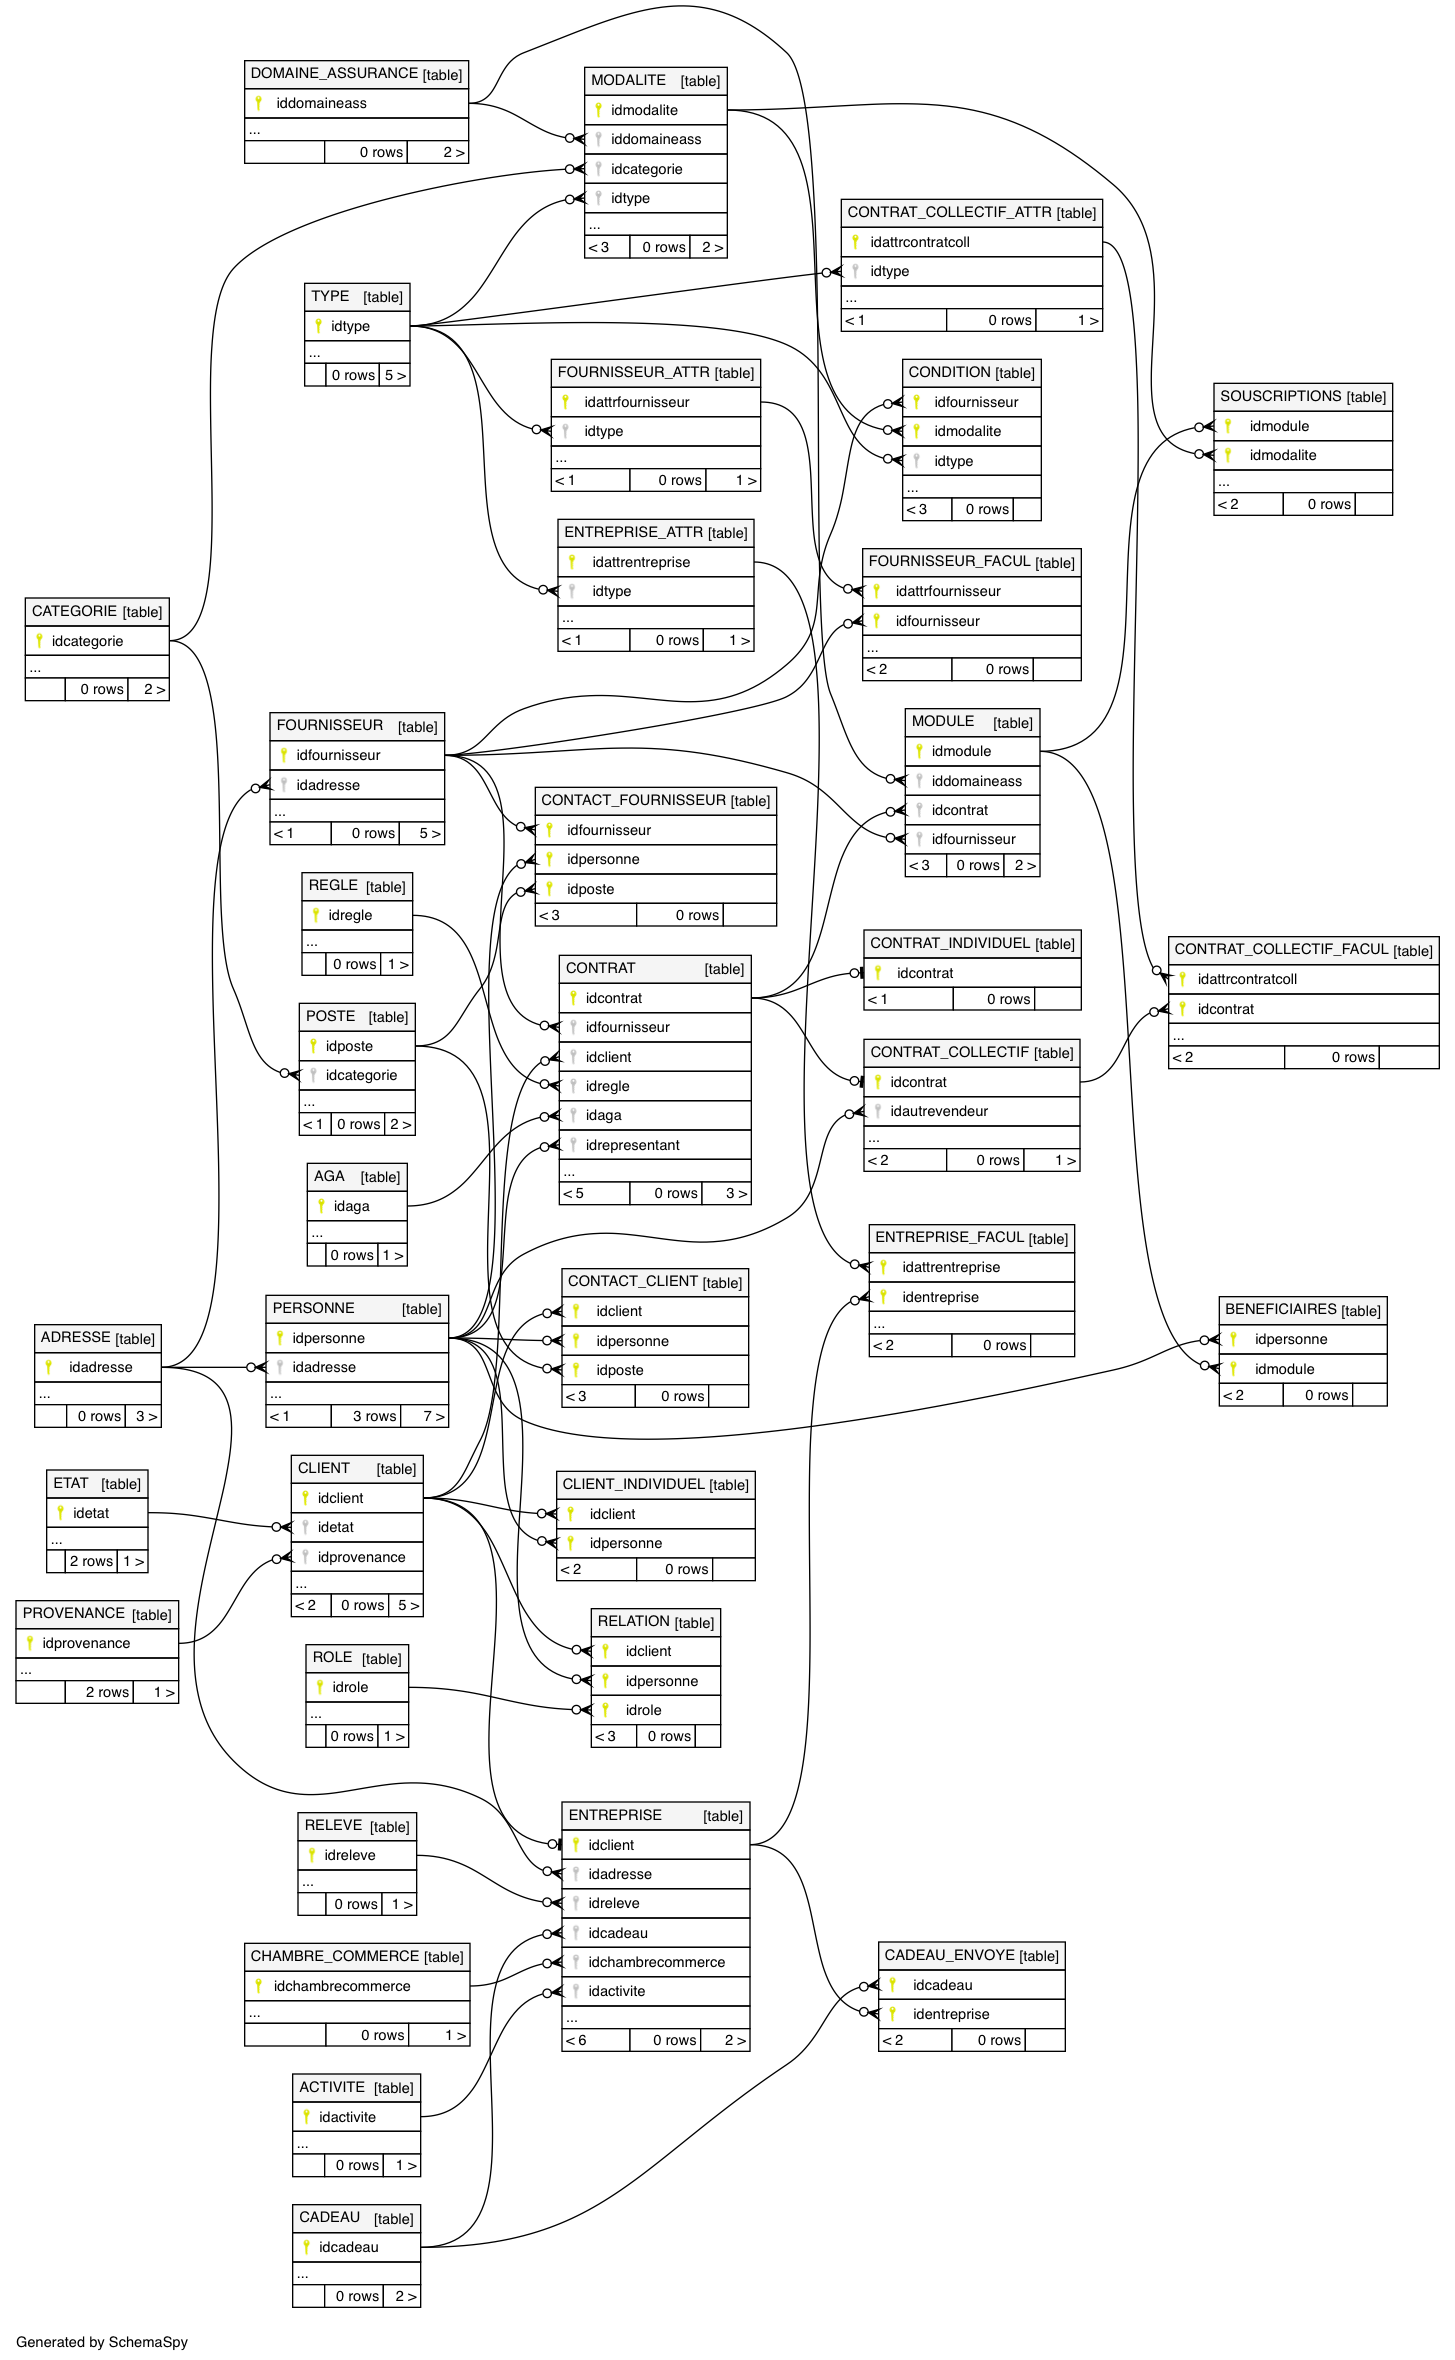 DOMAINE_ASSURANCE [table]
iddomaineass
...
0 rows 2 >
MODALITE [table]
idmodalite
iddomaineass
idcategorie
idtype
...
< 3 0 rows 2 >
CONTRAT_COLLECTIF_ATTR [table]
idattrcontratcoll
idtype
...
< 1 0 rows 1 >
TYPE [table]
idtype
...
0 rows 5 >
FOURNISSEUR_ATTR [table]
idattrfournisseur
idtype
...
< 1 0 rows 1 >
CONDITION [table]
idfournisseur
idmodalite
idtype
...
< 3 0 rows
SOUSCRIPTIONS [table]
idmodule
idmodalite
...
< 2 0 rows
ENTREPRISE_ATTR [table]
idattrentreprise
idtype
...
< 1 0 rows 1 >
FOURNISSEUR_FACUL [table]
idattrfournisseur
idfournisseur
...
< 2 0 rows
CATEGORIE [table]
idcategorie
...
0 rows 2 >
FOURNISSEUR [table]
idfournisseur
idadresse
...
< 1 0 rows 5 >
MODULE [table]
idmodule
iddomaineass
idcontrat
idfournisseur
< 3 0 rows 2 >
CONTACT_FOURNISSEUR [table]
idfournisseur
idpersonne
idposte
< 3 0 rows
REGLE [table]
idregle
...
0 rows 1 >
CONTRAT_INDIVIDUEL [table]
idcontrat
< 1 0 rows
CONTRAT_COLLECTIF_FACUL [table]
idattrcontratcoll
idcontrat
...
< 2 0 rows
CONTRAT [table]
idcontrat
idfournisseur
idclient
idregle
idaga
idrepresentant
...
< 5 0 rows 3 >
POSTE [table]
idposte
idcategorie
...
< 1 0 rows 2 >
CONTRAT_COLLECTIF [table]
idcontrat
idautrevendeur
...
< 2 0 rows 1 >
AGA [table]
idaga
...
0 rows 1 >
ENTREPRISE_FACUL [table]
idattrentreprise
identreprise
...
< 2 0 rows
CONTACT_CLIENT [table]
idclient
idpersonne
idposte
< 3 0 rows
PERSONNE [table]
idpersonne
idadresse
...
< 1 3 rows 7 >
BENEFICIAIRES [table]
idpersonne
idmodule
< 2 0 rows
ADRESSE [table]
idadresse
...
0 rows 3 >
CLIENT [table]
idclient
idetat
idprovenance
...
< 2 0 rows 5 >
ETAT [table]
idetat
...
2 rows 1 >
CLIENT_INDIVIDUEL [table]
idclient
idpersonne
< 2 0 rows
PROVENANCE [table]
idprovenance
...
2 rows 1 >
RELATION [table]
idclient
idpersonne
idrole
< 3 0 rows
ROLE [table]
idrole
...
0 rows 1 >
ENTREPRISE [table]
idclient
idadresse
idreleve
idcadeau
idchambrecommerce
idactivite
...
< 6 0 rows 2 >
RELEVE [table]
idreleve
...
0 rows 1 >
CHAMBRE_COMMERCE [table]
idchambrecommerce
...
0 rows 1 >
CADEAU_ENVOYE [table]
idcadeau
identreprise
< 2 0 rows
ACTIVITE [table]
idactivite
...
0 rows 1 >
CADEAU [table]
idcadeau
...
0 rows 2 >
Generated by SchemaSpy